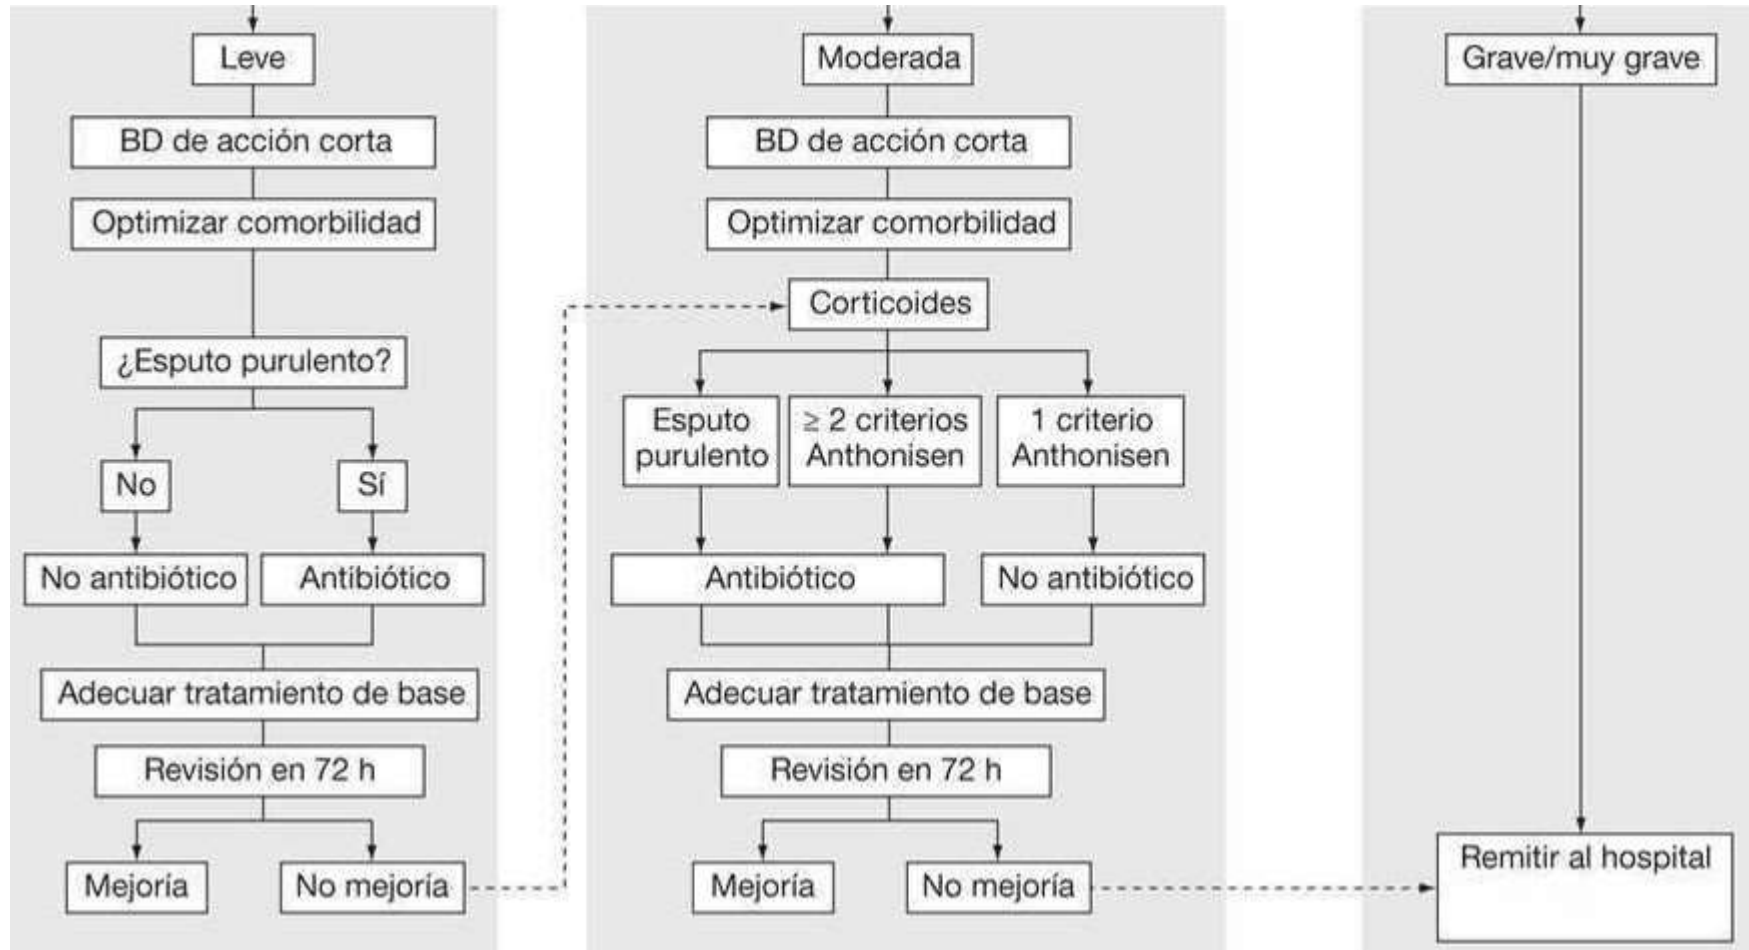 Leve
BD de acción corta
Optimizar comorbilidad
¿Esputo purulento?
No
Sí
No antibiótico
Antibiótico
Adecuar tratamiento de base
Revisión en 72 h
Mejoría
No mejoría
Moderada
BD de acción corta
Optimizar comorbilidad
Corticoides
Esputo
purulento
≥ 2 criterios
Anthonisen
1 criterio
Anthonisen
Antibiótico
No antibiótico
Adecuar tratamiento de base
Revisión en 72 h
Mejoría
No mejoría
Grave/muy grave
Remitir al hospital